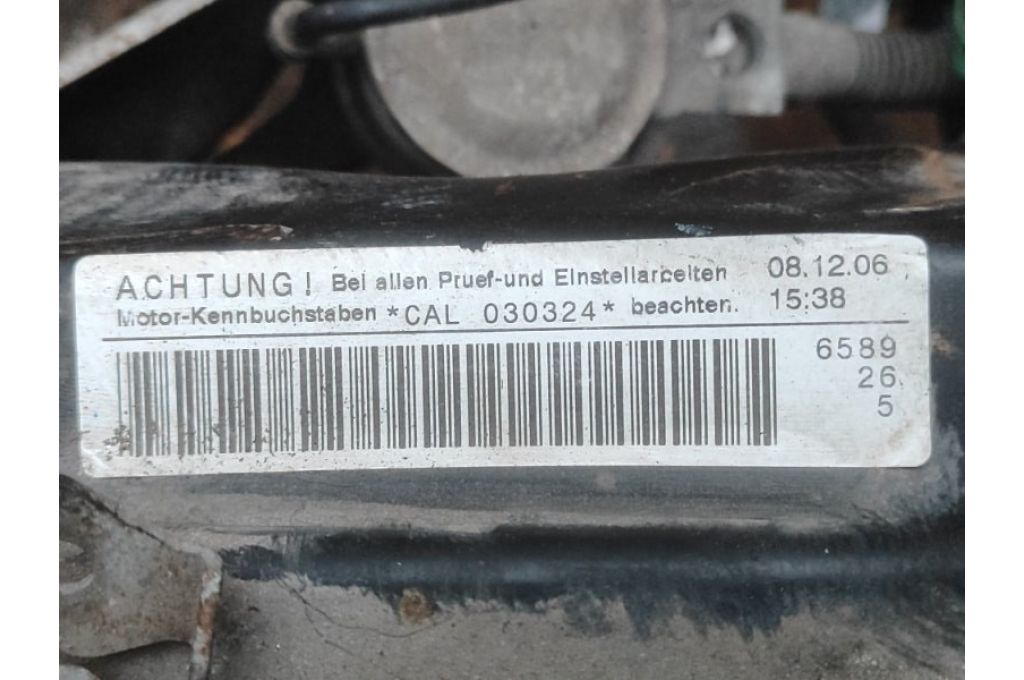 ACHTUNG! Bei allen Pruef-und Einstellarbeiten 08.12.06
Motor-Kennbuchstaben *CAL 030324* beachten. 15:38
6589
26
5